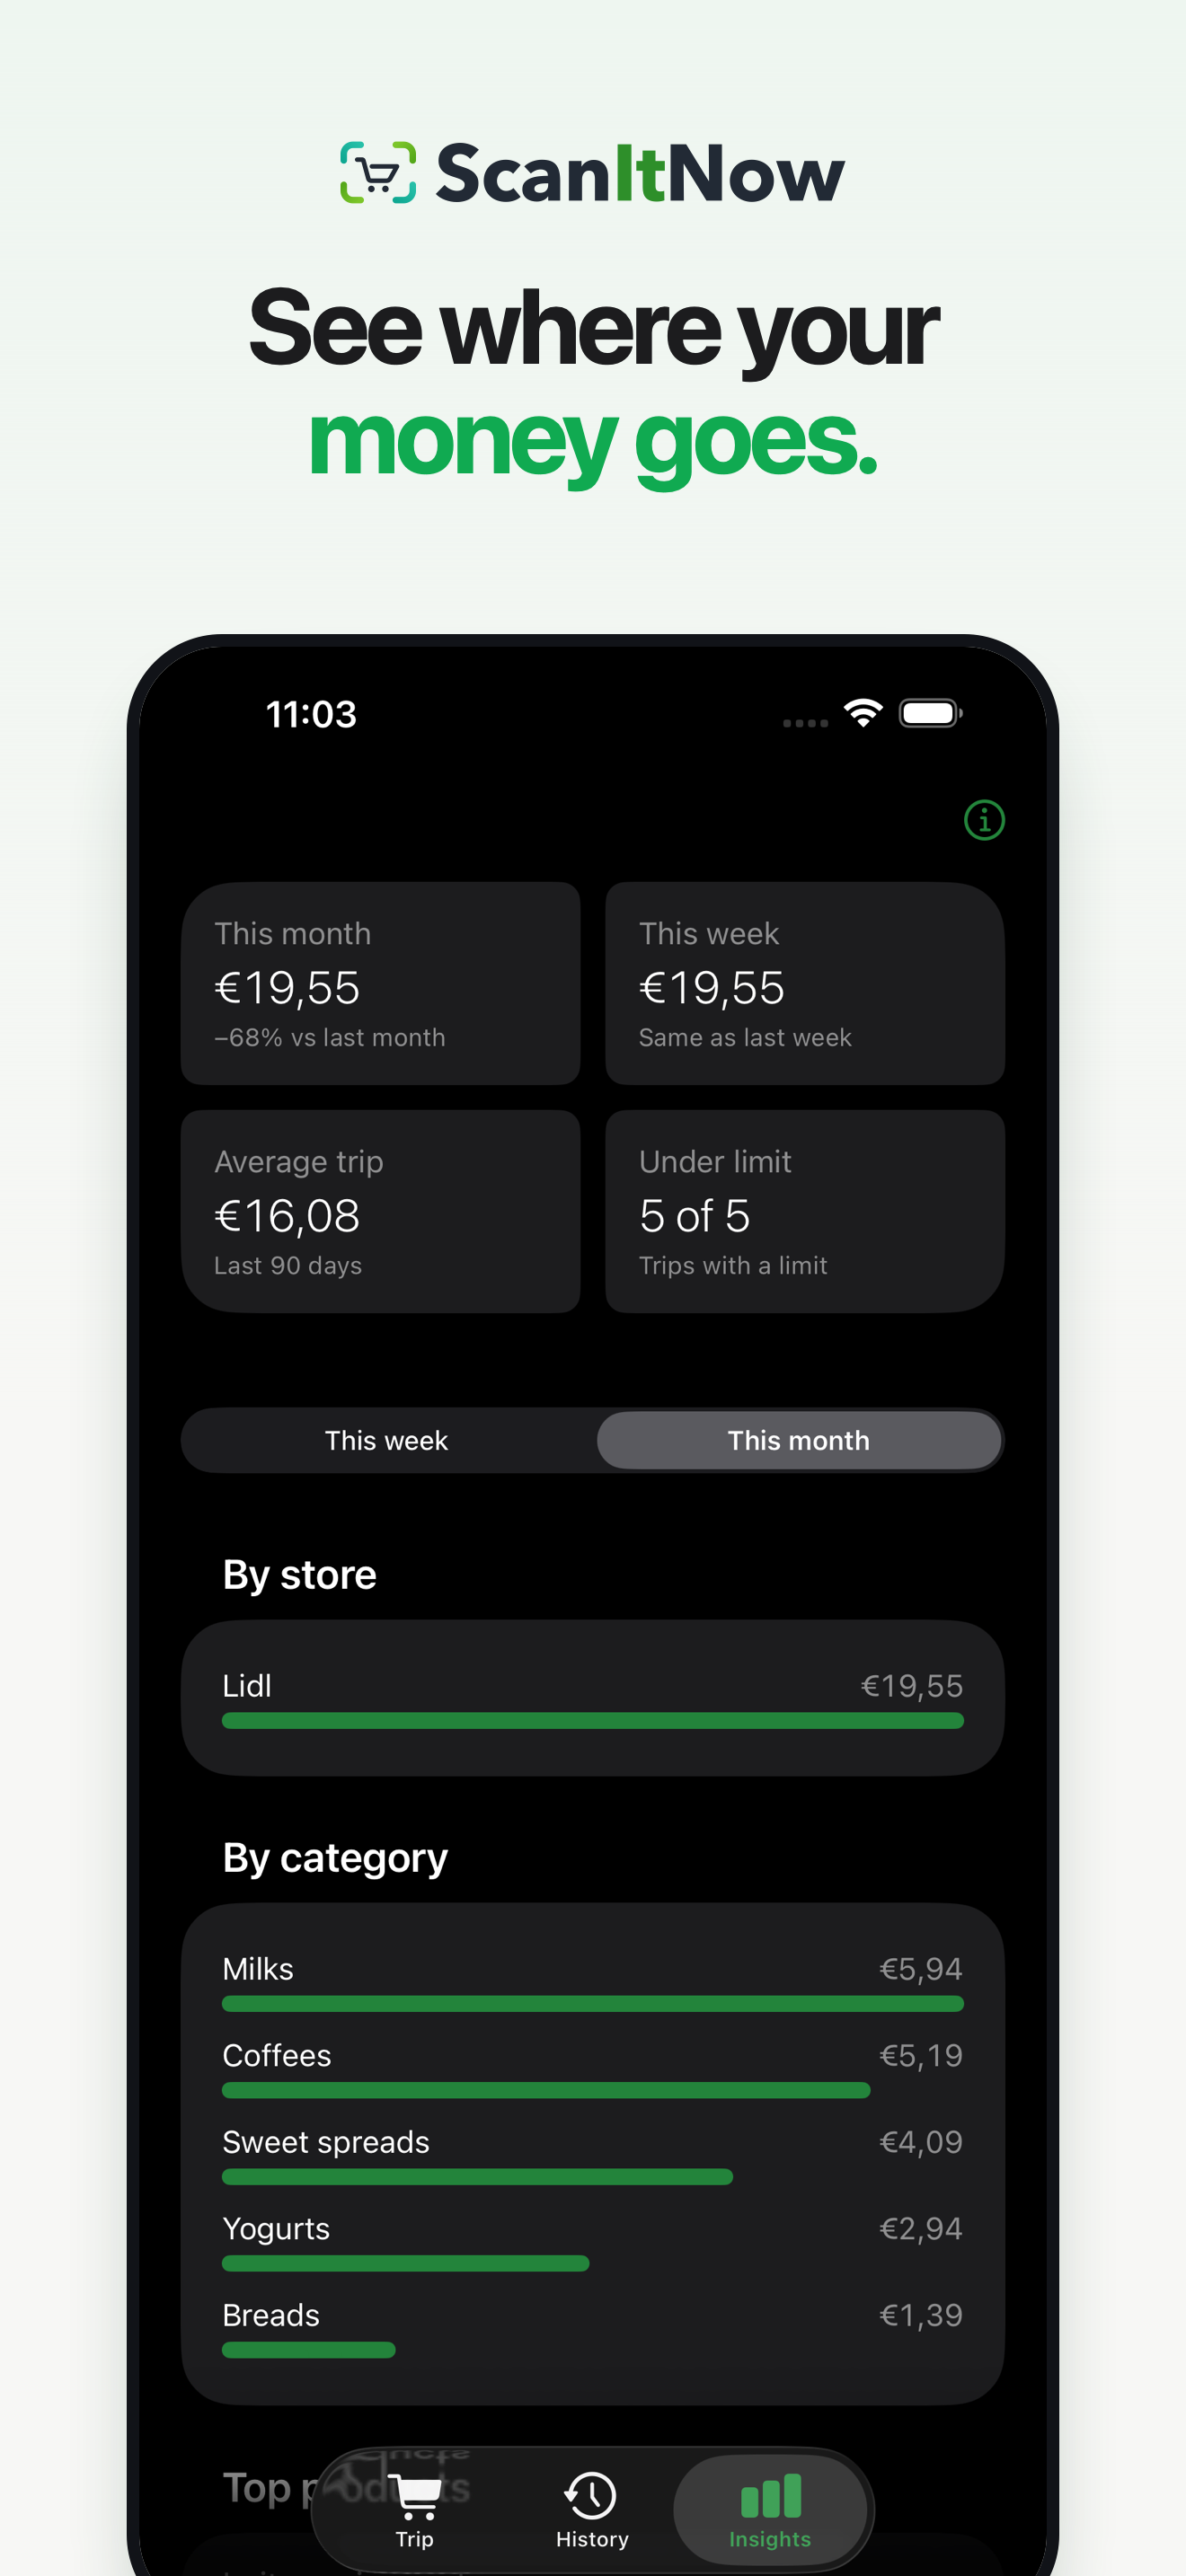 ScanItNow
See where your
money goes.
11:03
This month
€19,55
–68% vs last month
This week
€19,55
Same as last week
Average trip
€16,08
Last 90 days
Under limit
5 of 5
Trips with a limit
This week
This month
By store
Lidl €19,55
By category
Milks €5,94
Coffees €5,19
Sweet spreads €4,09
Yogurts €2,94
Breads €1,39
Top products
Trip
History
Insights